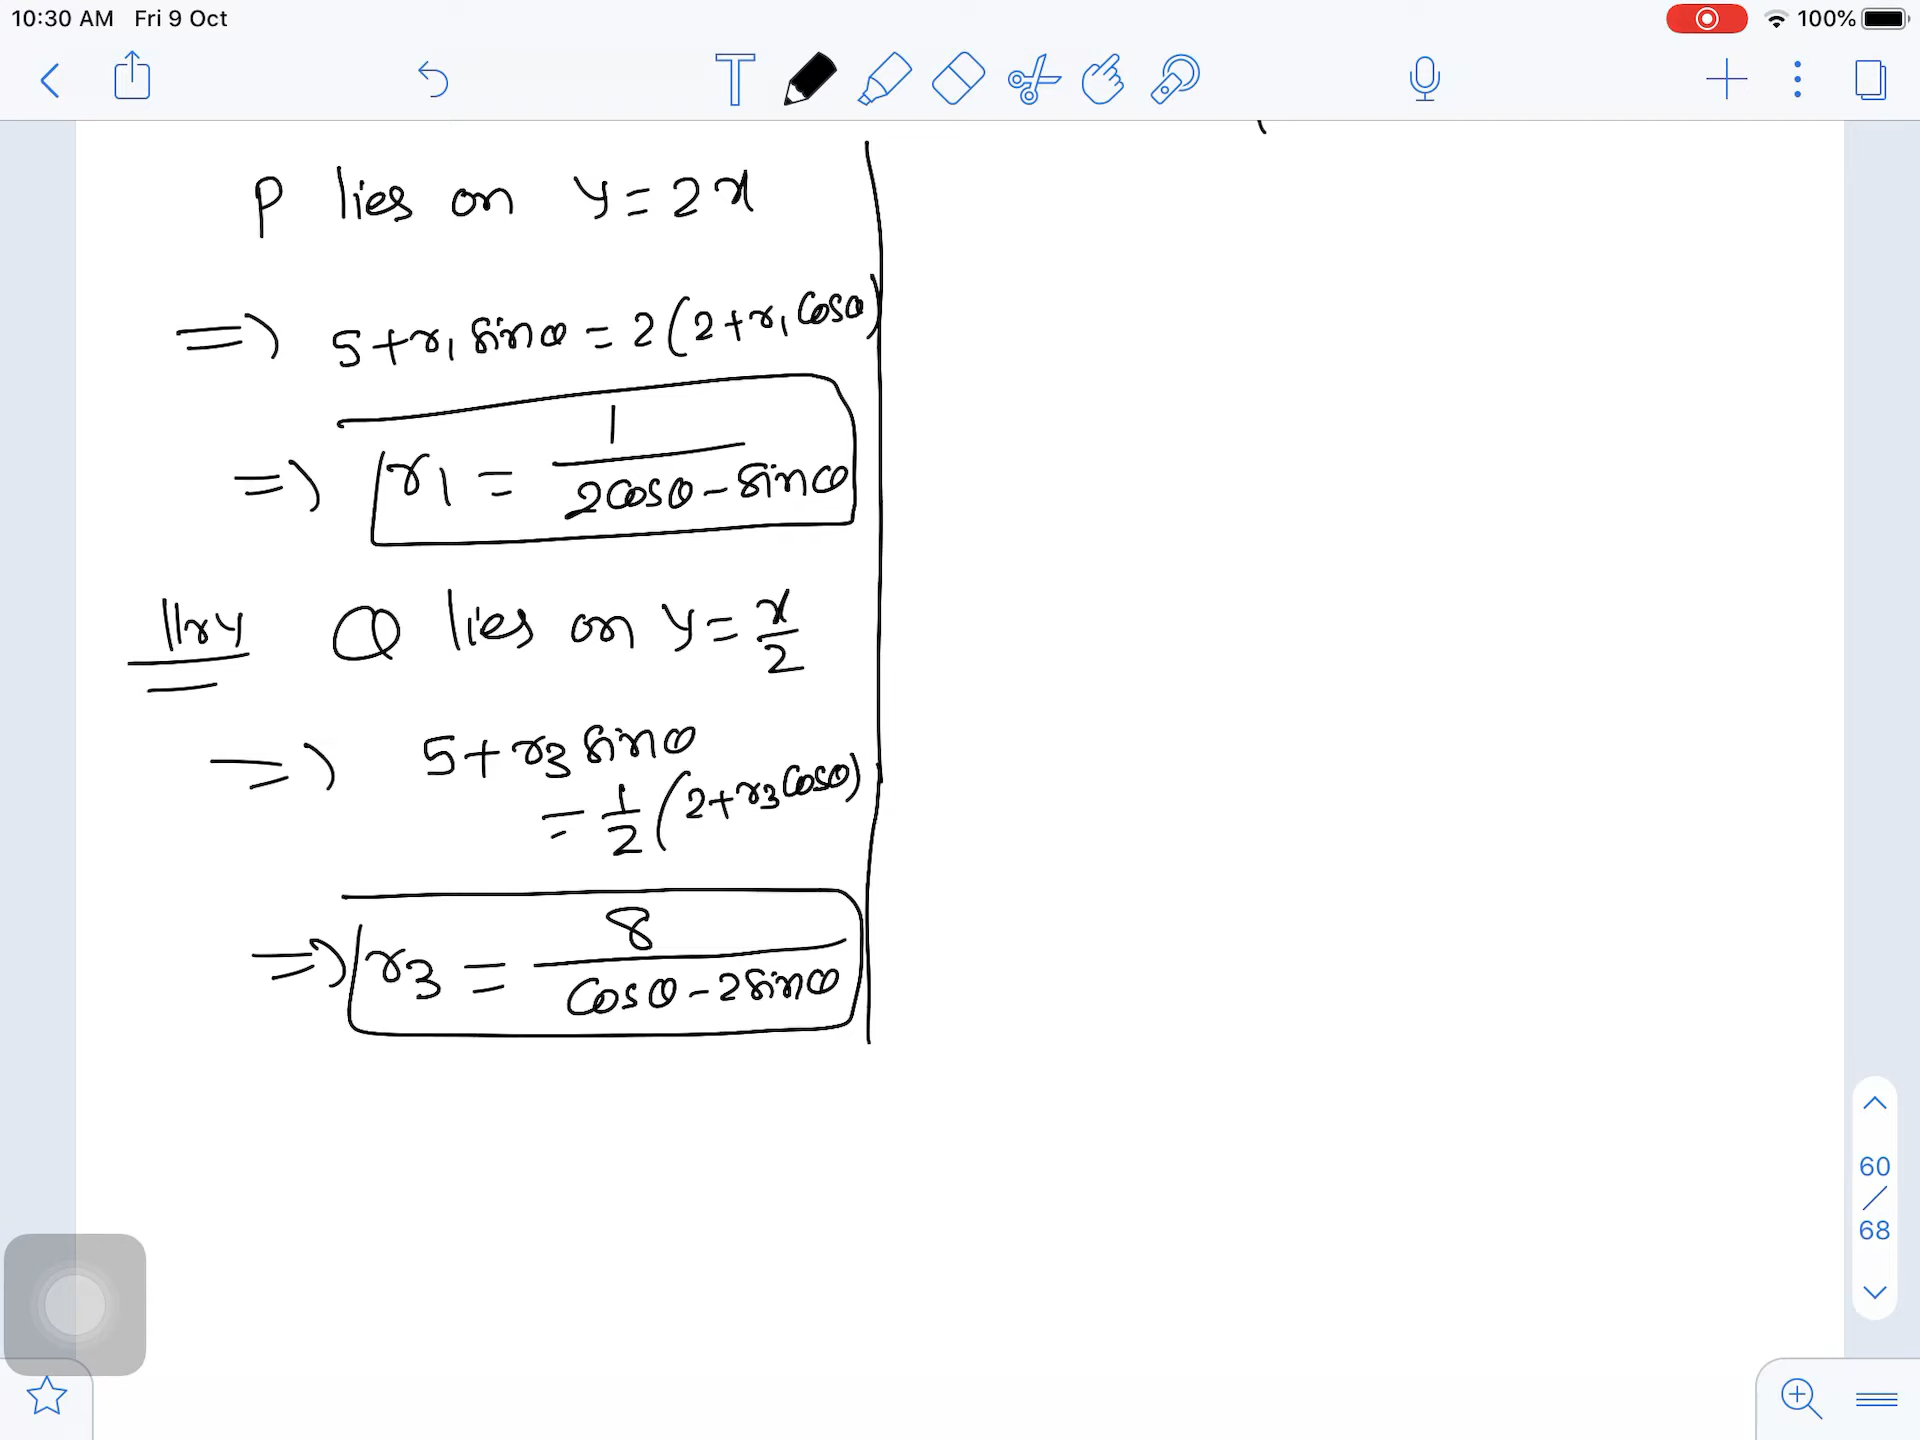 10:30 AM Fri 9 Oct 100%
P lies on y = 2x
=> 5+r₁ sinθ = 2(2+r₁ cosθ)
=> r₁ = 1/(2cosθ - sinθ)
|||ry Q lies on y = x/2
=> 5+r₃ sinθ
= 1/2 (2+r₃ cosθ)
=> r₃ = 8/(cosθ - 2sinθ)
60
/
68